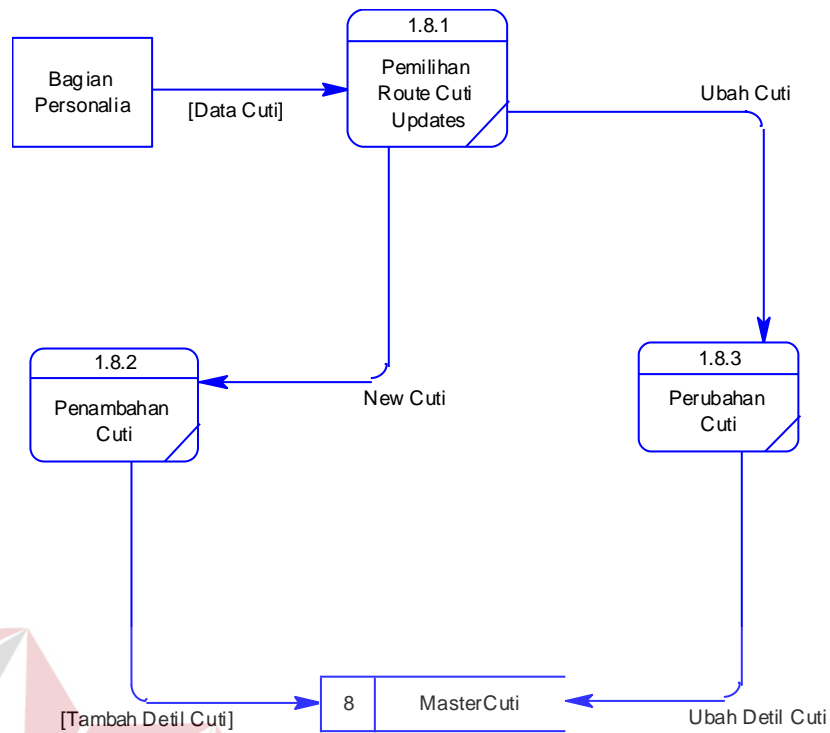 1.8.1
Bagian
Personalia
[Data Cuti]
Pemilihan
Route Cuti
Updates
Ubah Cuti
1.8.2
Penambahan
Cuti
New Cuti
1.8.3
Perubahan
Cuti
[Tambah Detil Cuti]
8
MasterCuti
Ubah Detil Cuti